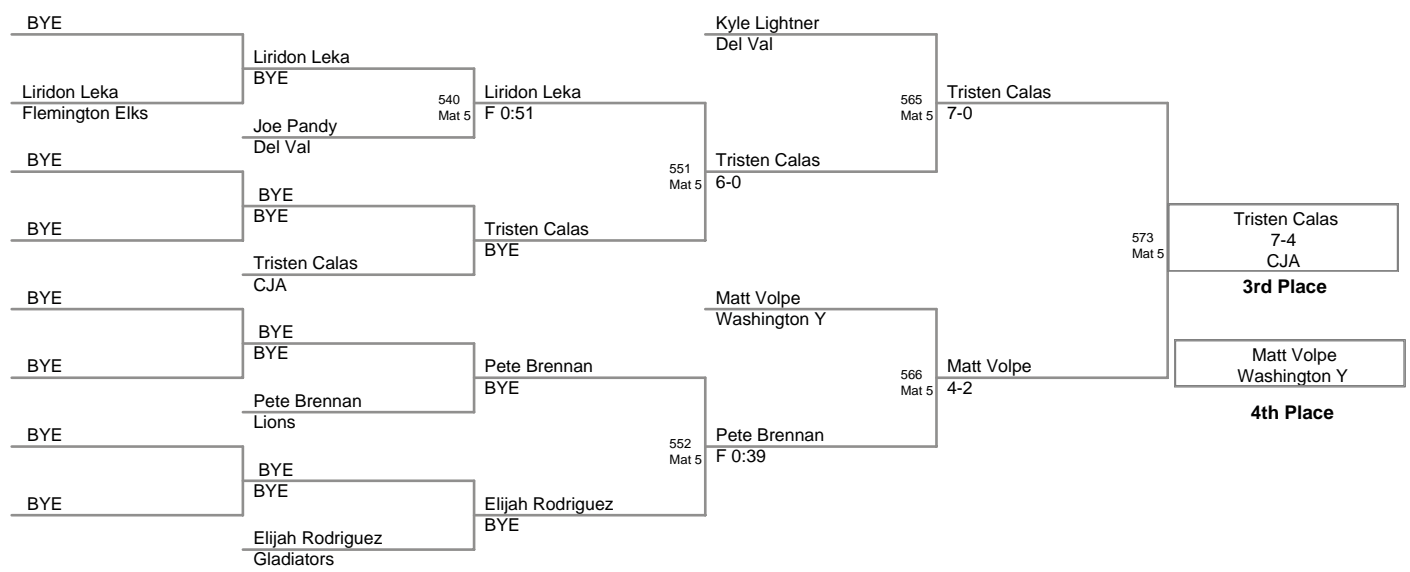 BYE
Liridon Leka
Flemington Elks
BYE
BYE
BYE
BYE
BYE
BYE
Liridon Leka
BYE
Joe Pandy
Del Val
BYE
BYE
Tristen Calas
CJA
BYE
BYE
Pete Brennan
Lions
BYE
BYE
Elijah Rodriguez
Gladiators
540
Mat 5
Liridon Leka
F 0:51
Tristen Calas
BYE
Pete Brennan
BYE
Elijah Rodriguez
BYE
Kyle Lightner
Del Val
551
Mat 5
Tristen Calas
6-0
Matt Volpe
Washington Y
552
Mat 5
Pete Brennan
F 0:39
565
Mat 5
Tristen Calas
7-0
566
Mat 5
Matt Volpe
4-2
573
Mat 5
Tristen Calas
7-4
CJA
3rd Place
Matt Volpe
Washington Y
4th Place